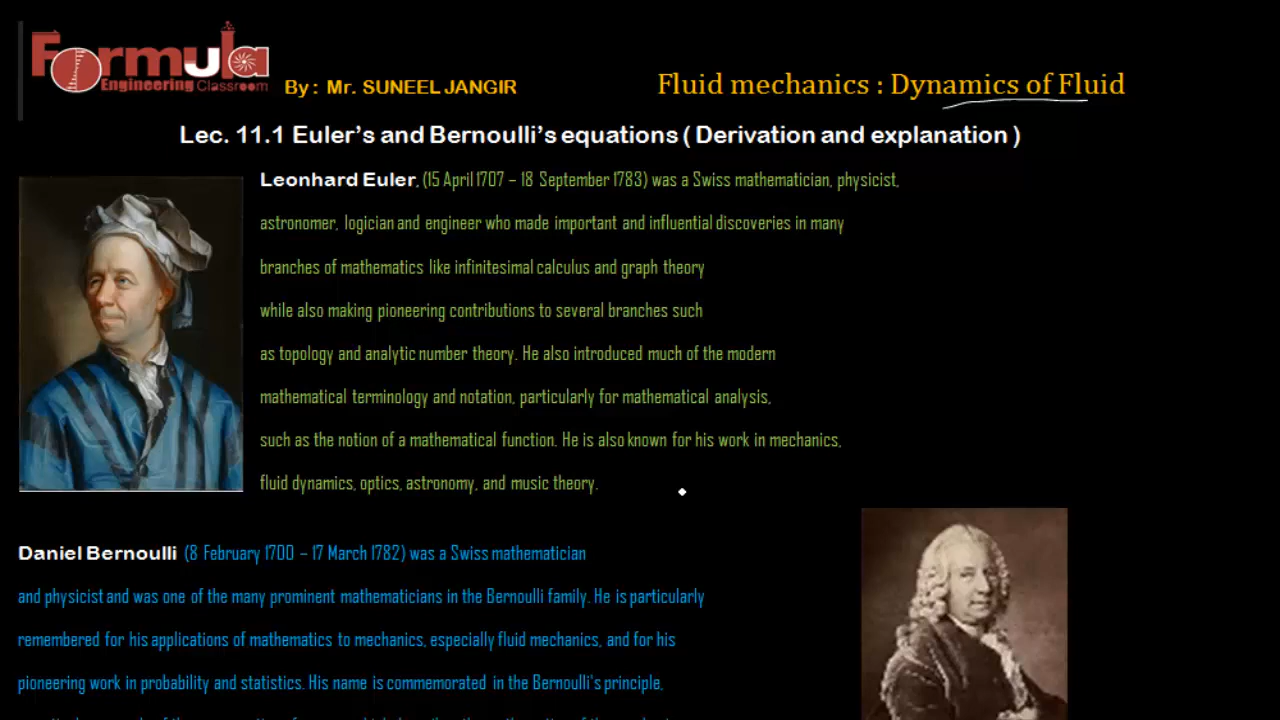 Formula
Engineering Classroom
By : Mr. SUNEEL JANGIR
Fluid mechanics : Dynamics of Fluid
Lec. 11.1 Euler's and Bernoulli's equations ( Derivation and explanation )
Leonhard Euler, (15 April 1707 – 18 September 1783) was a Swiss mathematician, physicist,
astronomer, logician and engineer who made important and influential discoveries in many
branches of mathematics like infinitesimal calculus and graph theory
while also making pioneering contributions to several branches such
as topology and analytic number theory. He also introduced much of the modern
mathematical terminology and notation, particularly for mathematical analysis,
such as the notion of a mathematical function. He is also known for his work in mechanics,
fluid dynamics, optics, astronomy, and music theory.
Daniel Bernoulli (8 February 1700 – 17 March 1782) was a Swiss mathematician
and physicist and was one of the many prominent mathematicians in the Bernoulli family. He is particularly
remembered for his applications of mathematics to mechanics, especially fluid mechanics, and for his
pioneering work in probability and statistics. His name is commemorated in the Bernoulli's principle,